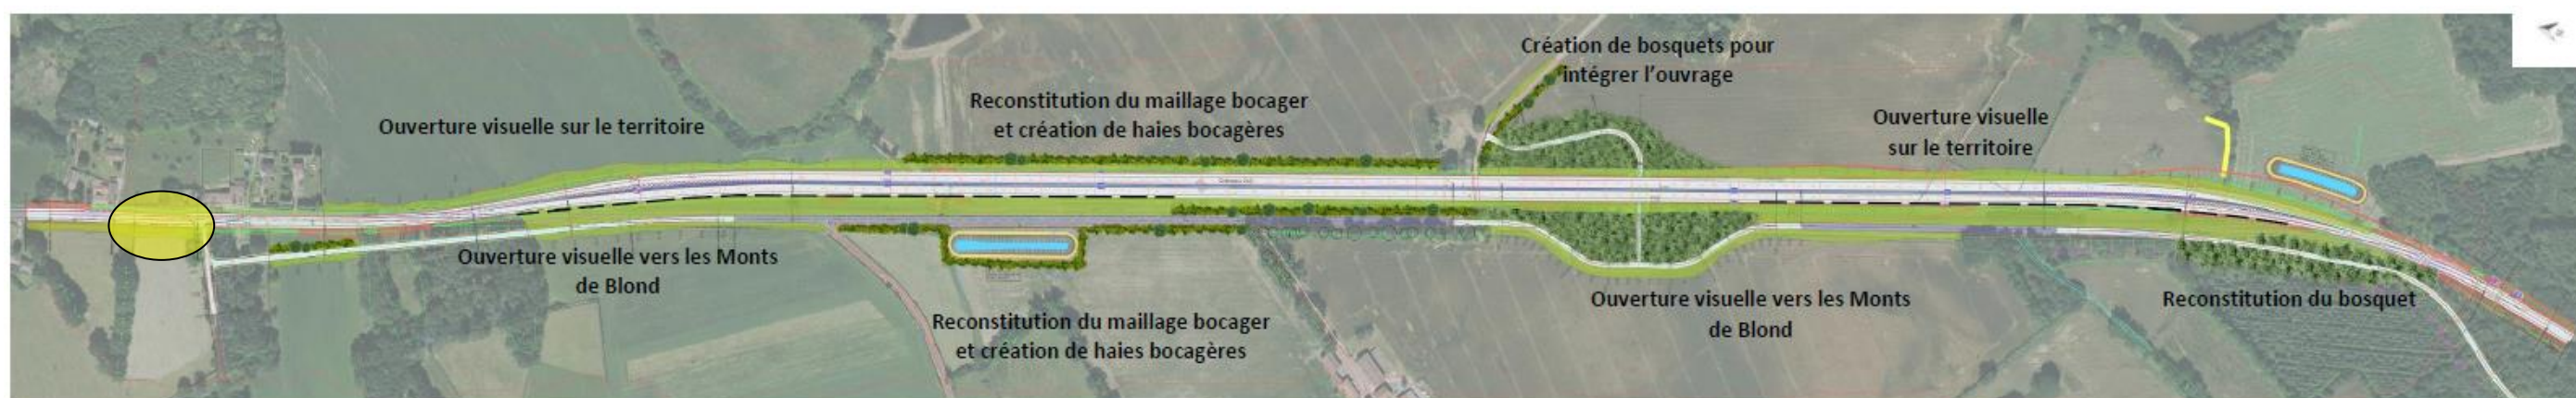 Création de bosquets pour
intégrer l'ouvrage
Reconstitution du maillage bocager
et création de haies bocagères
Ouverture visuelle sur le territoire
Ouverture visuelle
sur le territoire
Ouverture visuelle vers les Monts
de Blond
Reconstitution du maillage bocager
et création de haies bocagères
Ouverture visuelle vers les Monts
de Blond
Reconstitution du bosquet